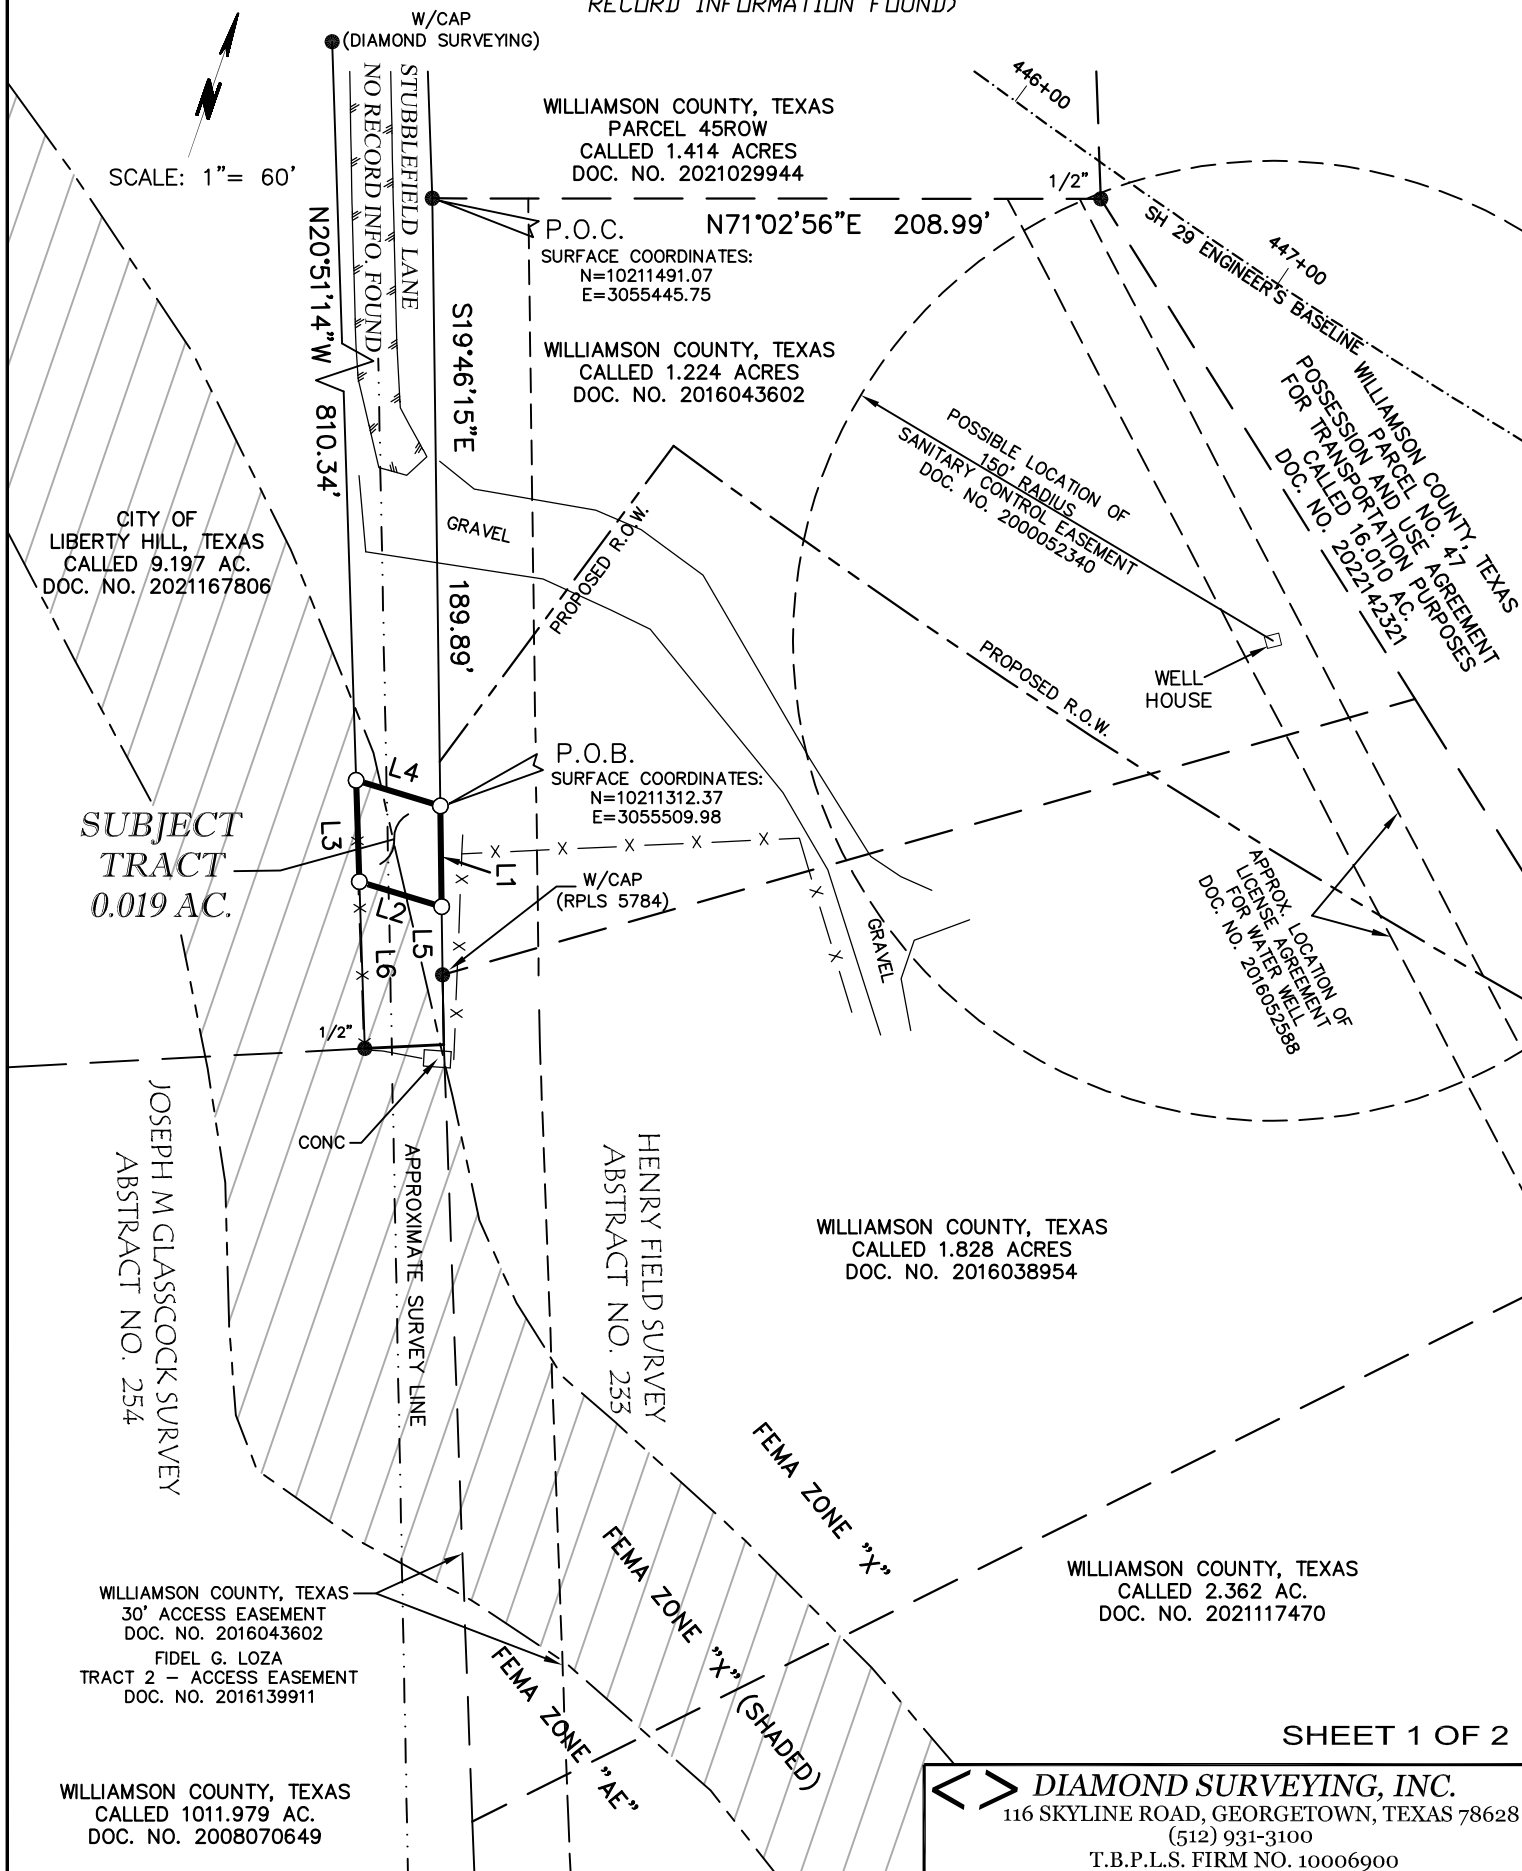 RECORD INFORMATION FOUND)
W/CAP
(DIAMOND SURVEYING)
N
SCALE: 1"= 60'
STUBBLEFIELD LANE
NO RECORD INFO. FOUND
WILLIAMSON COUNTY, TEXAS
PARCEL 45ROW
CALLED 1.414 ACRES
DOC. NO. 2021029944
446+00
1/2"
N71°02'56"E 208.99'
P.O.C.
SURFACE COORDINATES:
N=10211491.07
E=3055445.75
SH 29 ENGINEER'S BASELINE
447+00
N20°51'14"W 810.34'
S19°46'15"E 189.89'
WILLIAMSON COUNTY, TEXAS
CALLED 1.224 ACRES
DOC. NO. 2016043602
WILLIAMSON COUNTY, TEXAS
PARCEL NO. 47
POSSESSION AND USE AGREEMENT
FOR TRANSPORTATION PURPOSES
CALLED 16.010 AC.
DOC. NO. 2022142321
POSSIBLE LOCATION OF
150' RADIUS
SANITARY CONTROL EASEMENT
DOC. NO. 2000052340
CITY OF
LIBERTY HILL, TEXAS
CALLED 9.197 AC.
DOC. NO. 2021167806
GRAVEL
PROPOSED R.O.W.
PROPOSED R.O.W.
WELL
HOUSE
P.O.B.
SURFACE COORDINATES:
N=10211312.37
E=3055509.98
L4
L3
L1
L2
L5
L6
SUBJECT
TRACT
0.019 AC.
W/CAP
(RPLS 5784)
GRAVEL
APPROX. LOCATION OF
LICENSE AGREEMENT
FOR WATER WELL
DOC. NO. 2016052588
1/2"
CONC
JOSEPH M GLASSCOCK SURVEY
ABSTRACT NO. 254
APPROXIMATE SURVEY LINE
HENRY FIELD SURVEY
ABSTRACT NO. 233
WILLIAMSON COUNTY, TEXAS
CALLED 1.828 ACRES
DOC. NO. 2016038954
FEMA ZONE "X"
FEMA ZONE "X" (SHADED)
FEMA ZONE "AE"
WILLIAMSON COUNTY, TEXAS
CALLED 2.362 AC.
DOC. NO. 2021117470
WILLIAMSON COUNTY, TEXAS
30' ACCESS EASEMENT
DOC. NO. 2016043602
FIDEL G. LOZA
TRACT 2 – ACCESS EASEMENT
DOC. NO. 2016139911
WILLIAMSON COUNTY, TEXAS
CALLED 1011.979 AC.
DOC. NO. 2008070649
SHEET 1 OF 2
DIAMOND SURVEYING, INC.
116 SKYLINE ROAD, GEORGETOWN, TEXAS 78628
(512) 931-3100
T.B.P.L.S. FIRM NO. 10006900